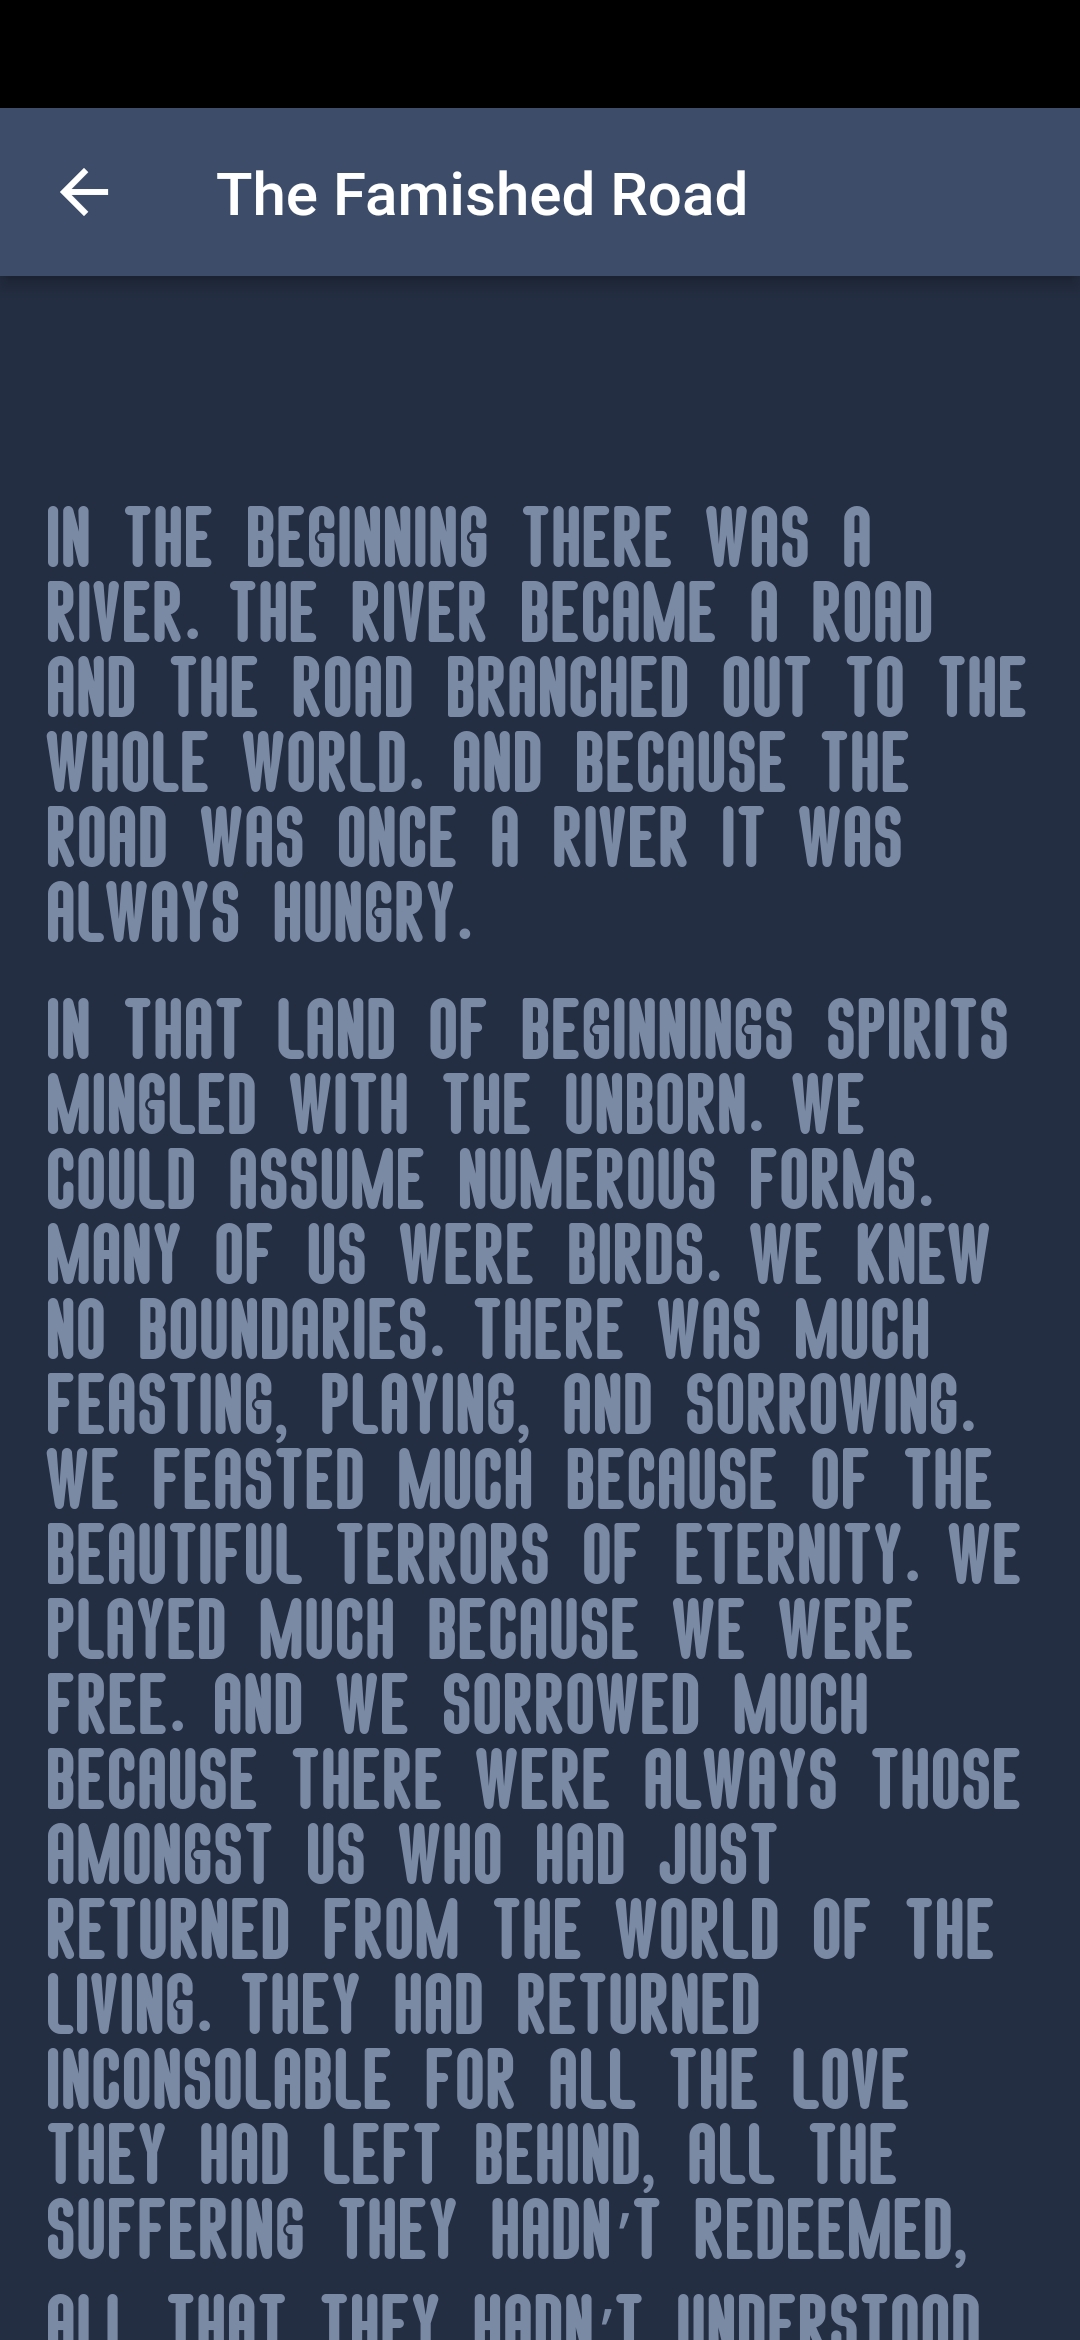 The Famished Road
IN THE BEGINNING THERE WAS A
RIVER. THE RIVER BECAME A ROAD
AND THE ROAD BRANCHED OUT TO THE
WHOLE WORLD. AND BECAUSE THE
ROAD WAS ONCE A RIVER IT WAS
ALWAYS HUNGRY.
IN THAT LAND OF BEGINNINGS SPIRITS
MINGLED WITH THE UNBORN. WE
COULD ASSUME NUMEROUS FORMS.
MANY OF US WERE BIRDS. WE KNEW
NO BOUNDARIES. THERE WAS MUCH
FEASTING, PLAYING, AND SORROWING.
WE FEASTED MUCH BECAUSE OF THE
BEAUTIFUL TERRORS OF ETERNITY. WE
PLAYED MUCH BECAUSE WE WERE
FREE. AND WE SORROWED MUCH
BECAUSE THERE WERE ALWAYS THOSE
AMONGST US WHO HAD JUST
RETURNED FROM THE WORLD OF THE
LIVING. THEY HAD RETURNED
INCONSOLABLE FOR ALL THE LOVE
THEY HAD LEFT BEHIND, ALL THE
SUFFERING THEY HADN'T REDEEMED,
ALL THAT THEY HADN'T UNDERSTOOD